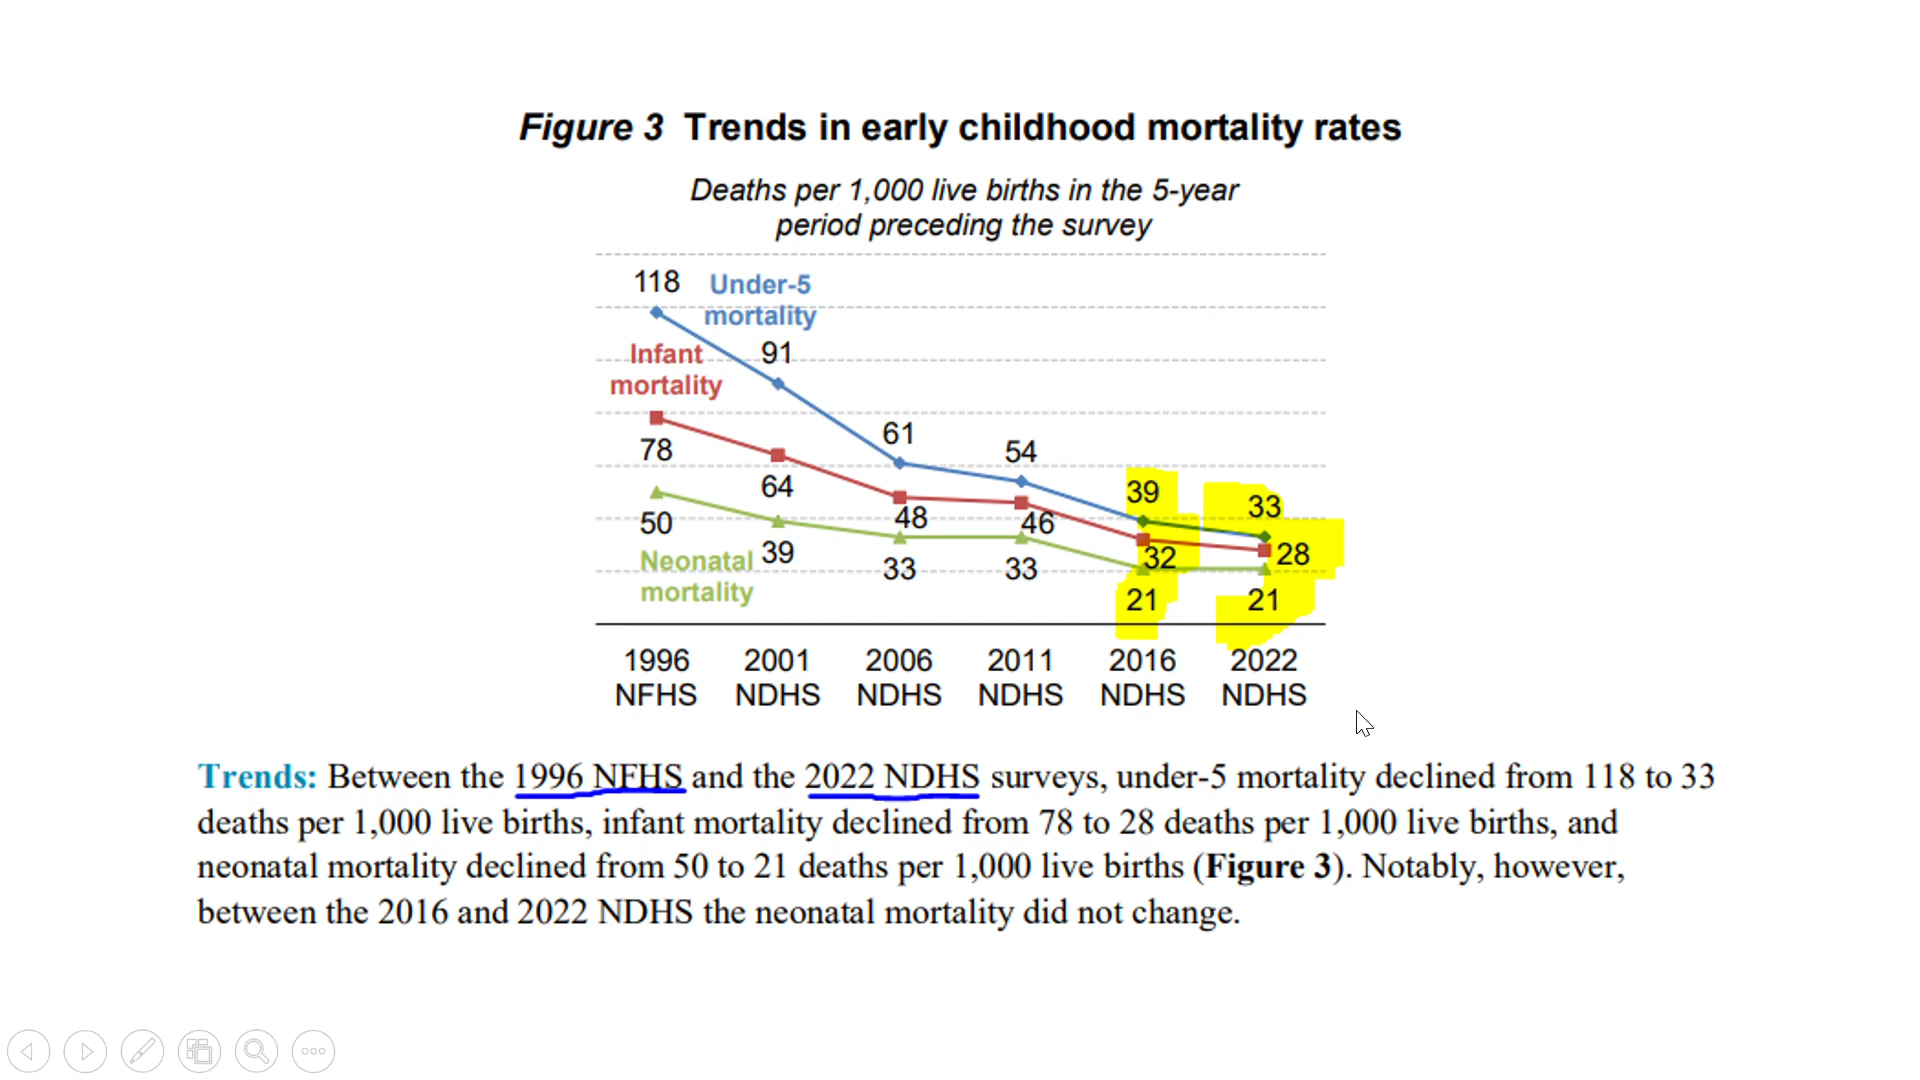 Figure 3 Trends in early childhood mortality rates
Deaths per 1,000 live births in the 5-year
period preceding the survey
118
Under-5
mortality
Infant
mortality
91
78
64
61
54
50
Neonatal
mortality
39
48
46
33
33
39
32
21
33
28
21
1996 2001 2006 2011 2016 2022
NFHS NDHS NDHS NDHS NDHS NDHS
Trends: Between the 1996 NFHS and the 2022 NDHS surveys, under-5 mortality declined from 118 to 33
deaths per 1,000 live births, infant mortality declined from 78 to 28 deaths per 1,000 live births, and
neonatal mortality declined from 50 to 21 deaths per 1,000 live births (Figure 3). Notably, however,
between the 2016 and 2022 NDHS the neonatal mortality did not change.